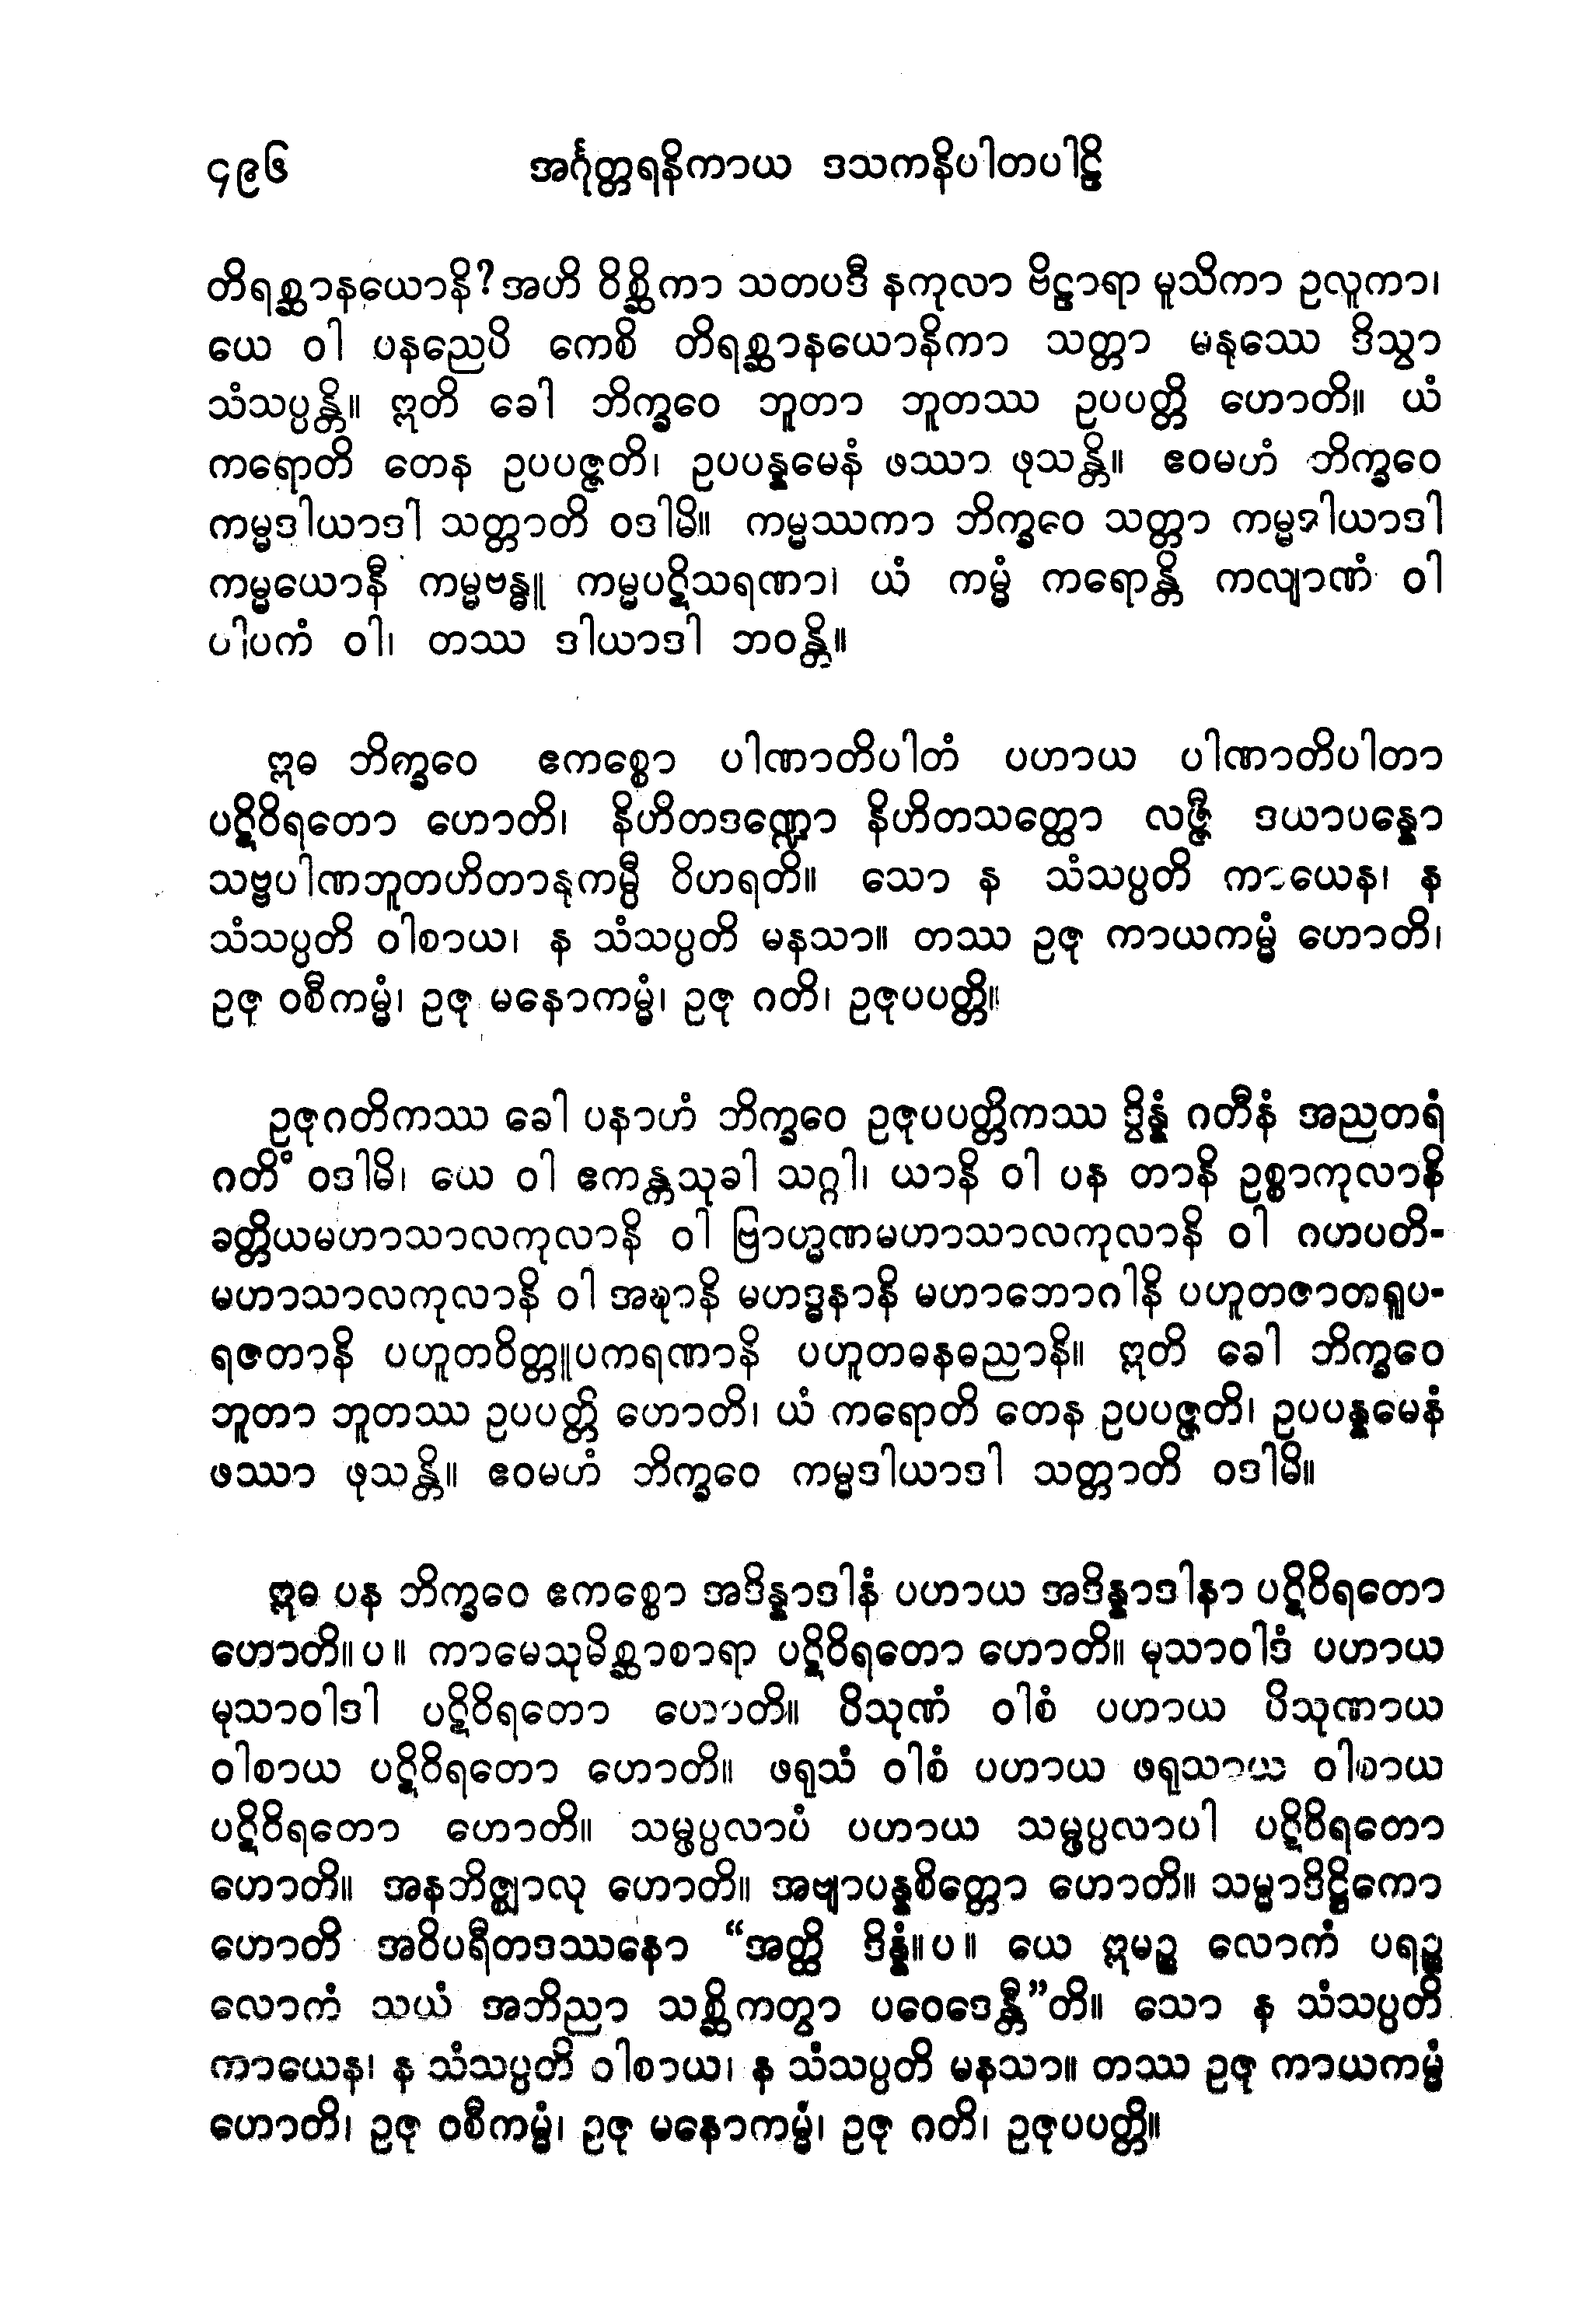 ၄၉၆ အင်္ဂုတ္တရနိကာယ ဒသကနိပါတပါဠိ
တိရစ္ဆာနယောနိ? အဟိ ဝိစ္ဆိကာ သတပဒီ နကုလာ ဗိဠာရာ မူသိကာ ဥလူကာ၊
ယေ ဝါ ပနညေပိ ကေစိ တိရစ္ဆာနယောနိကာ သတ္တာ မနုဿေ ဒိသွာ
သံသပ္ပန္တိ။ ဣတိ ခေါ ဘိက္ခဝေ ဘူတာ ဘူတဿ ဥပပတ္တိ ဟောတိ။ ယံ
ကရောတိ တေန ဥပပဇ္ဇတိ၊ ဥပပန္နမေနံ ဖဿာ ဖုသန္တိ။ ဧဝမဟံ ဘိက္ခဝေ
ကမ္မဒါယာဒါ သတ္တာတိ ဝဒါမိ။ ကမ္မဿကာ ဘိက္ခဝေ သတ္တာ ကမ္မဒါယာဒါ
ကမ္မယောနီ ကမ္မဗန္ဓူ ကမ္မပဋိသရဏာ၊ ယံ ကမ္မံ ကရောန္တိ ကလျာဏံ ဝါ
ပါပကံ ဝါ၊ တဿ ဒါယာဒါ ဘဝန္တိ။
ဣဓ ဘိက္ခဝေ ဧကစ္စော ပါဏာတိပါတံ ပဟာယ ပါဏာတိပါတာ
ပဋိဝိရတော ဟောတိ၊ နိဟိတဒဏ္ဍော နိဟိတသတ္ထော လဇ္ဇီ ဒယာပန္နော
သဗ္ဗပါဏဘူတဟိတာနုကမ္ပီ ဝိဟရတိ။ သော န သံသပ္ပတိ ကာယေန၊ န
သံသပ္ပတိ ဝါစာယ၊ န သံသပ္ပတိ မနသာ။ တဿ ဥဇု ကာယကမ္မံ ဟောတိ၊
ဥဇု ဝစီကမ္မံ၊ ဥဇု မနောကမ္မံ၊ ဥဇု ဂတိ၊ ဥဇုပပတ္တိ။
ဥဇုဂတိကဿ ခေါ ပနာဟံ ဘိက္ခဝေ ဥဇုပပတ္တိကဿ ဒွိန္နံ ဂတီနံ အညတရံ
ဂတိံ ဝဒါမိ၊ ယေ ဝါ ဧကန္တသုခါ သဂ္ဂါ၊ ယာနိ ဝါ ပန တာနိ ဥစ္စာကုလာနိ
ခတ္တိယမဟာသာလကုလာနိ ဝါ ဗြာဟ္မဏမဟာသာလကုလာနိ ဝါ ဂဟပတိ-
မဟာသာလကုလာနိ ဝါ အဍ္ဎာနိ မဟဒ္ဓနာနိ မဟာဘောဂါနိ ပဟူတဇာတရူပ-
ရဇတာနိ ပဟူတဝိတ္တူပကရဏာနိ ပဟူတဓနဓညာနိ။ ဣတိ ခေါ ဘိက္ခဝေ
ဘူတာ ဘူတဿ ဥပပတ္တိ ဟောတိ၊ ယံ ကရောတိ တေန ဥပပဇ္ဇတိ၊ ဥပပန္နမေနံ
ဖဿာ ဖုသန္တိ။ ဧဝမဟံ ဘိက္ခဝေ ကမ္မဒါယာဒါ သတ္တာတိ ဝဒါမိ။
ဣဓ ပန ဘိက္ခဝေ ဧကစ္စော အဒိန္နာဒါနံ ပဟာယ အဒိန္နာဒါနာ ပဋိဝိရတော
ဟောတိ။ ပ ။ ကာမေသုမိစ္ဆာစာရာ ပဋိဝိရတော ဟောတိ။ မုသာဝါဒံ ပဟာယ
မုသာဝါဒါ ပဋိဝိရတော ဟောတိ။ ပိသုဏံ ဝါစံ ပဟာယ ပိသုဏာယ
ဝါစာယ ပဋိဝိရတော ဟောတိ။ ဖရုသံ ဝါစံ ပဟာယ ဖရုသာယ ဝါစာယ
ပဋိဝိရတော ဟောတိ။ သမ္ဖပ္ပလာပံ ပဟာယ သမ္ဖပ္ပလာပါ ပဋိဝိရတော
ဟောတိ။ အနဘိဇ္ဈာလု ဟောတိ။ အဗျာပန္နစိတ္တော ဟောတိ။ သမ္မာဒိဋ္ဌိကော
ဟောတိ အဝိပရီတဒဿနော “အတ္ထိ ဒိန္နံ။ ပ ။ ယေ ဣမဉ္စ လောကံ ပရဉ္စ
လောကံ သယံ အဘိညာ သစ္ဆိကတွာ ပဝေဒေန္တီ”တိ။ သော န သံသပ္ပတိ
ကာယေန၊ န သံသပ္ပတိ ဝါစာယ၊ န သံသပ္ပတိ မနသာ။ တဿ ဥဇု ကာယကမ္မံ
ဟောတိ၊ ဥဇု ဝစီကမ္မံ၊ ဥဇု မနောကမ္မံ၊ ဥဇု ဂတိ၊ ဥဇုပပတ္တိ။